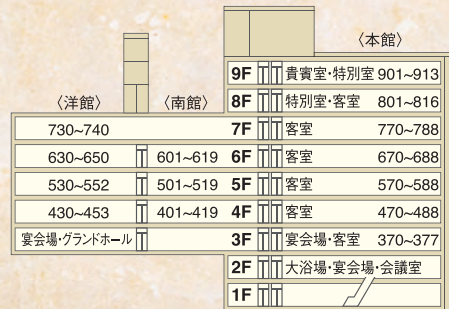 〈本館〉
9F 貴賓室・特別室 901~913
〈洋館〉 〈南館〉 8F 特別室・客室 801~816
730~740 7F 客室 770~788
630~650 601~619 6F 客室 670~688
530~552 501~519 5F 客室 570~588
430~453 401~419 4F 客室 470~488
宴会場・グランドホール 3F 宴会場・客室 370~377
2F 大浴場・宴会場・会議室
1F